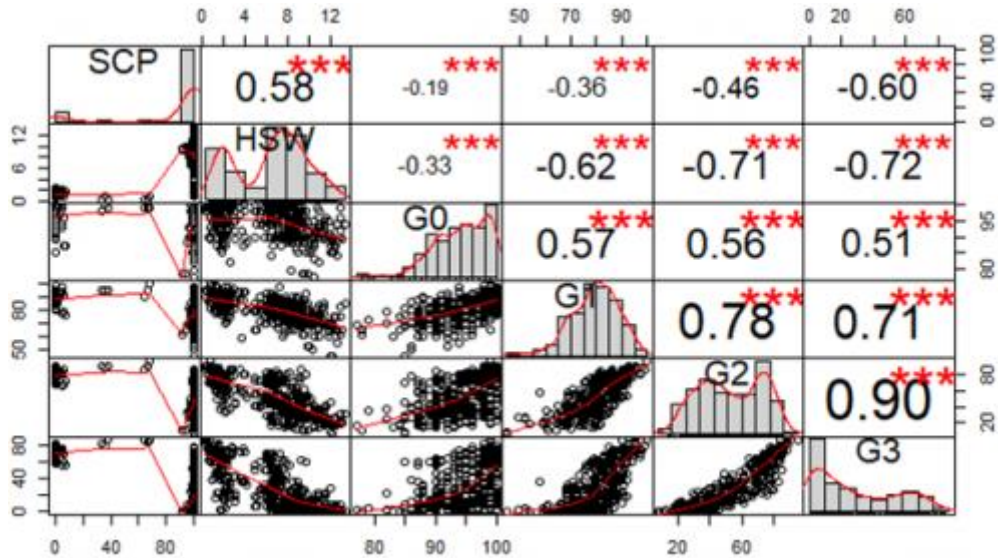 0 4 8 12 50 70 90 0 20 60
SCP 0.58 *** -0.19 *** -0.36 *** -0.46 *** -0.60 *** 0 40 80 100
0 6 12 HSW -0.33 *** -0.62 *** -0.71 *** -0.72 ***
G0 0.57 *** 0.56 *** 0.51 *** 80 95
50 80 G 0.78 *** 0.71 ***
G2 0.90 *** 20 80
0 40 80 G3
0 40 80 80 90 100 20 60